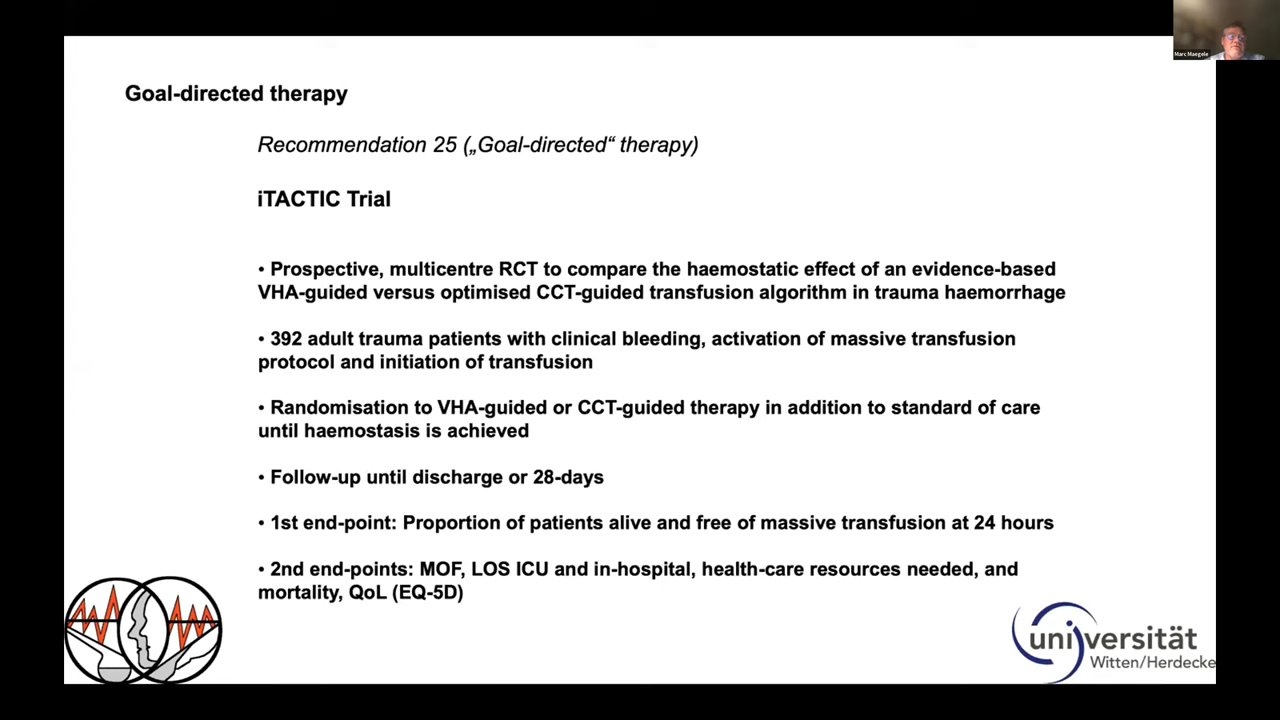 Marc Maegele
Goal-directed therapy
Recommendation 25 („Goal-directed“ therapy)
iTACTIC Trial
• Prospective, multicentre RCT to compare the haemostatic effect of an evidence-based
VHA-guided versus optimised CCT-guided transfusion algorithm in trauma haemorrhage
• 392 adult trauma patients with clinical bleeding, activation of massive transfusion
protocol and initiation of transfusion
• Randomisation to VHA-guided or CCT-guided therapy in addition to standard of care
until haemostasis is achieved
• Follow-up until discharge or 28-days
• 1st end-point: Proportion of patients alive and free of massive transfusion at 24 hours
• 2nd end-points: MOF, LOS ICU and in-hospital, health-care resources needed, and
mortality, QoL (EQ-5D)
universität
Witten/Herdecke